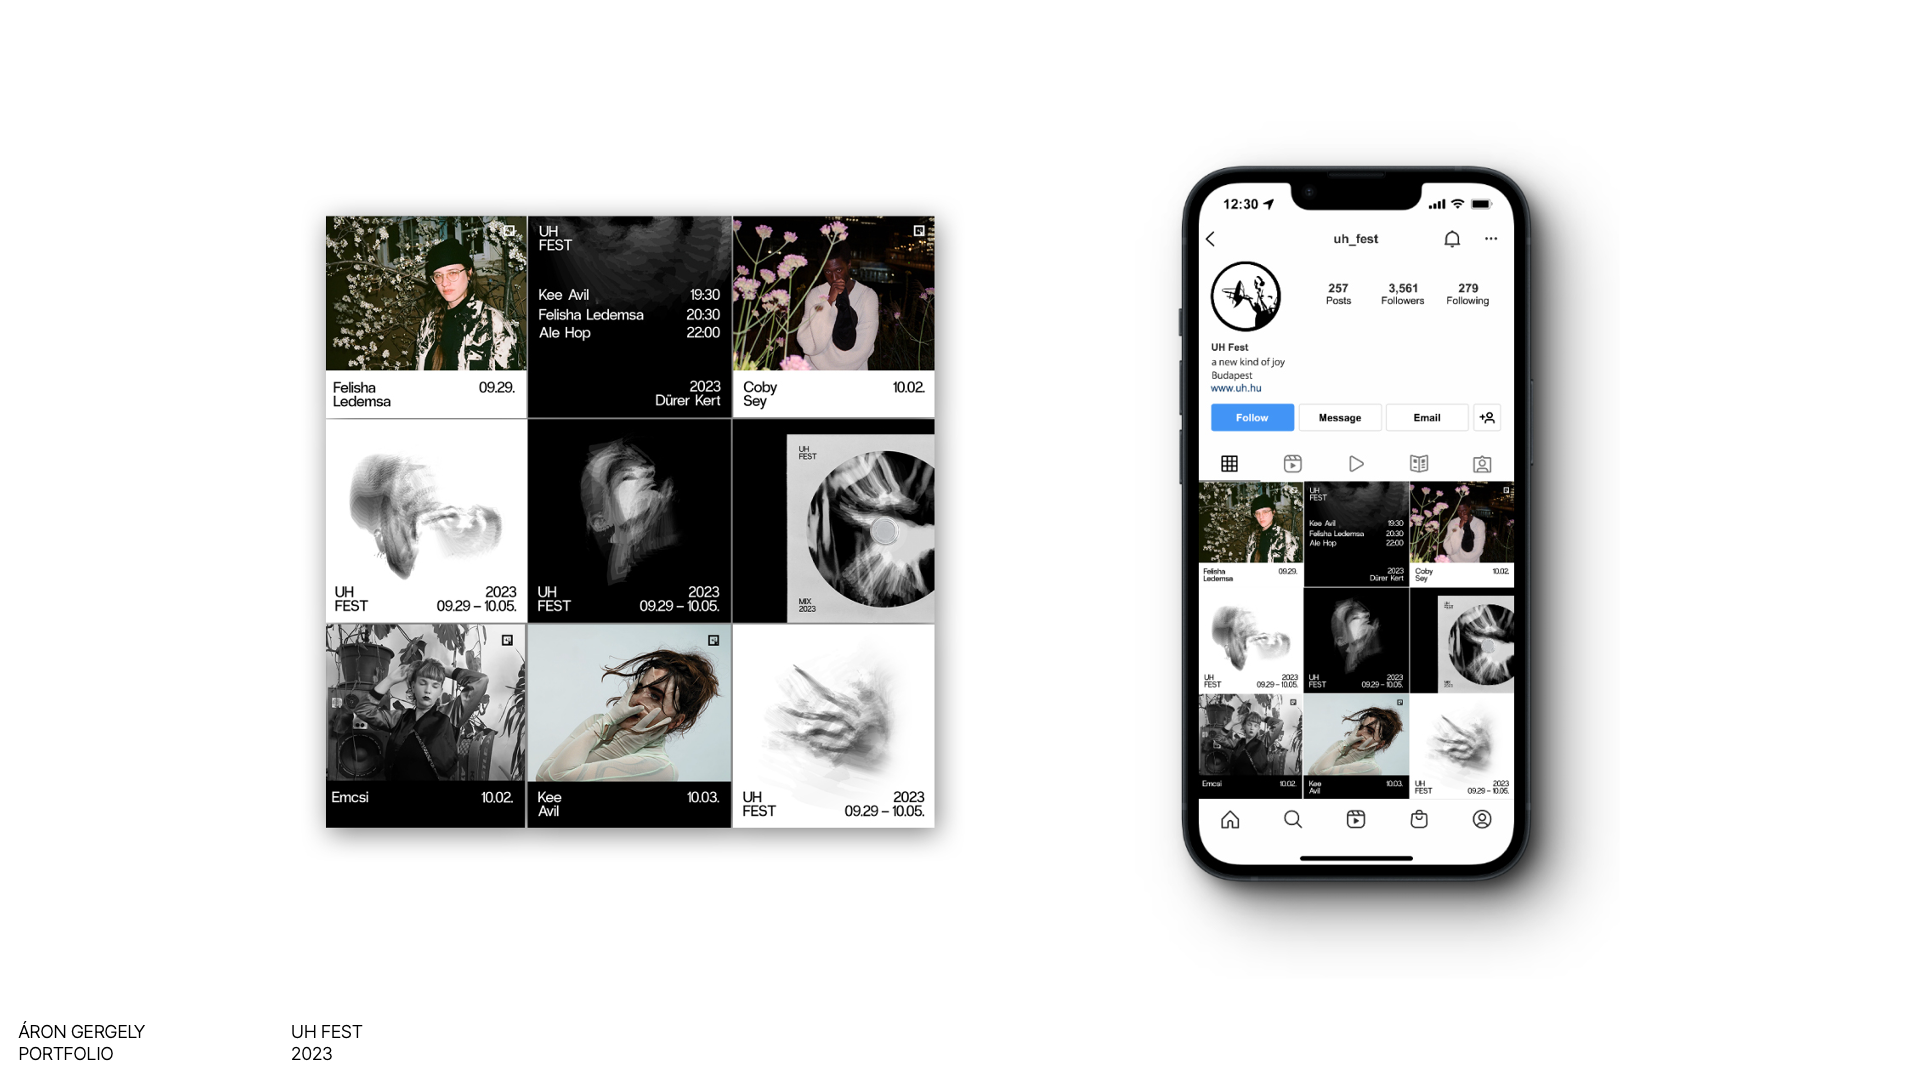 UH
FEST
Kee Avil 19:30
Felisha Ledemsa 20:30
Ale Hop 22:00
2023
Dürer Kert
Felisha 09.29.
Ledemsa
Coby 10.02.
Sey
UH 2023
FEST 09.29 – 10.05.
UH 2023
FEST 09.29 – 10.05.
UH
FEST
MIX
2023
Emcsi 10.02.
Kee 10.03.
Avil
UH 2023
FEST 09.29 – 10.05.
12:30
uh_fest
257 3,561 279
Posts Followers Following
UH Fest
a new kind of joy
Budapest
www.uh.hu
Follow Message Email
UH
FEST
Kee Avil 19:30
Felisha Ledemsa 20:30
Ale Hop 22:00
2023
Dürer Kert
Felisha 09.29.
Ledemsa
Coby 10.02.
Sey
UH 2023
FEST 09.29 – 10.05.
UH 2023
FEST 09.29 – 10.05.
Emcsi 10.02.
Kee 10.03.
Avil
UH 2023
FEST 09.29 – 10.05.
ÁRON GERGELY
PORTFOLIO
UH FEST
2023